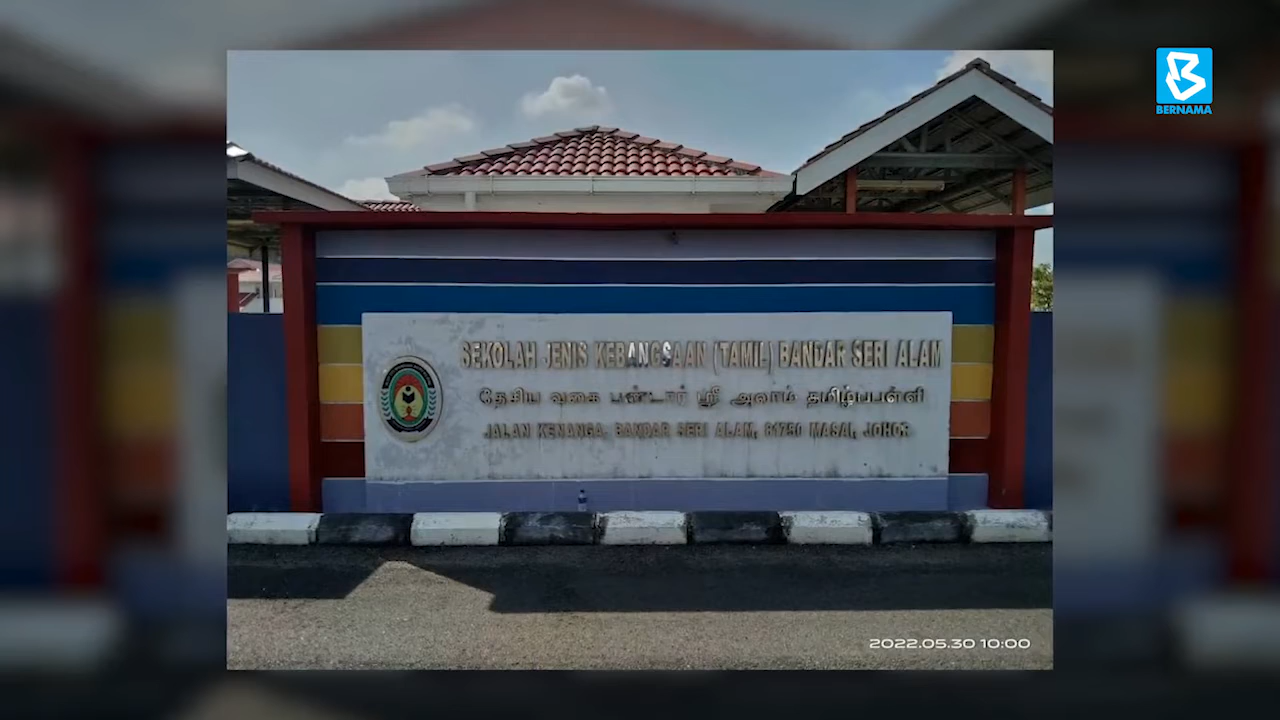 BERNAMA
SEKOLAH JENIS KEBANGSAAN (TAMIL) BANDAR SERI ALAM
தேசிய வகை பண்டார் ஸ்ரீ அலாம் தமிழ்பபள்ளி
JALAN KENANGA, BANDAR SERI ALAM, 81750 MASAI, JOHOR
2022.05.30 10:00